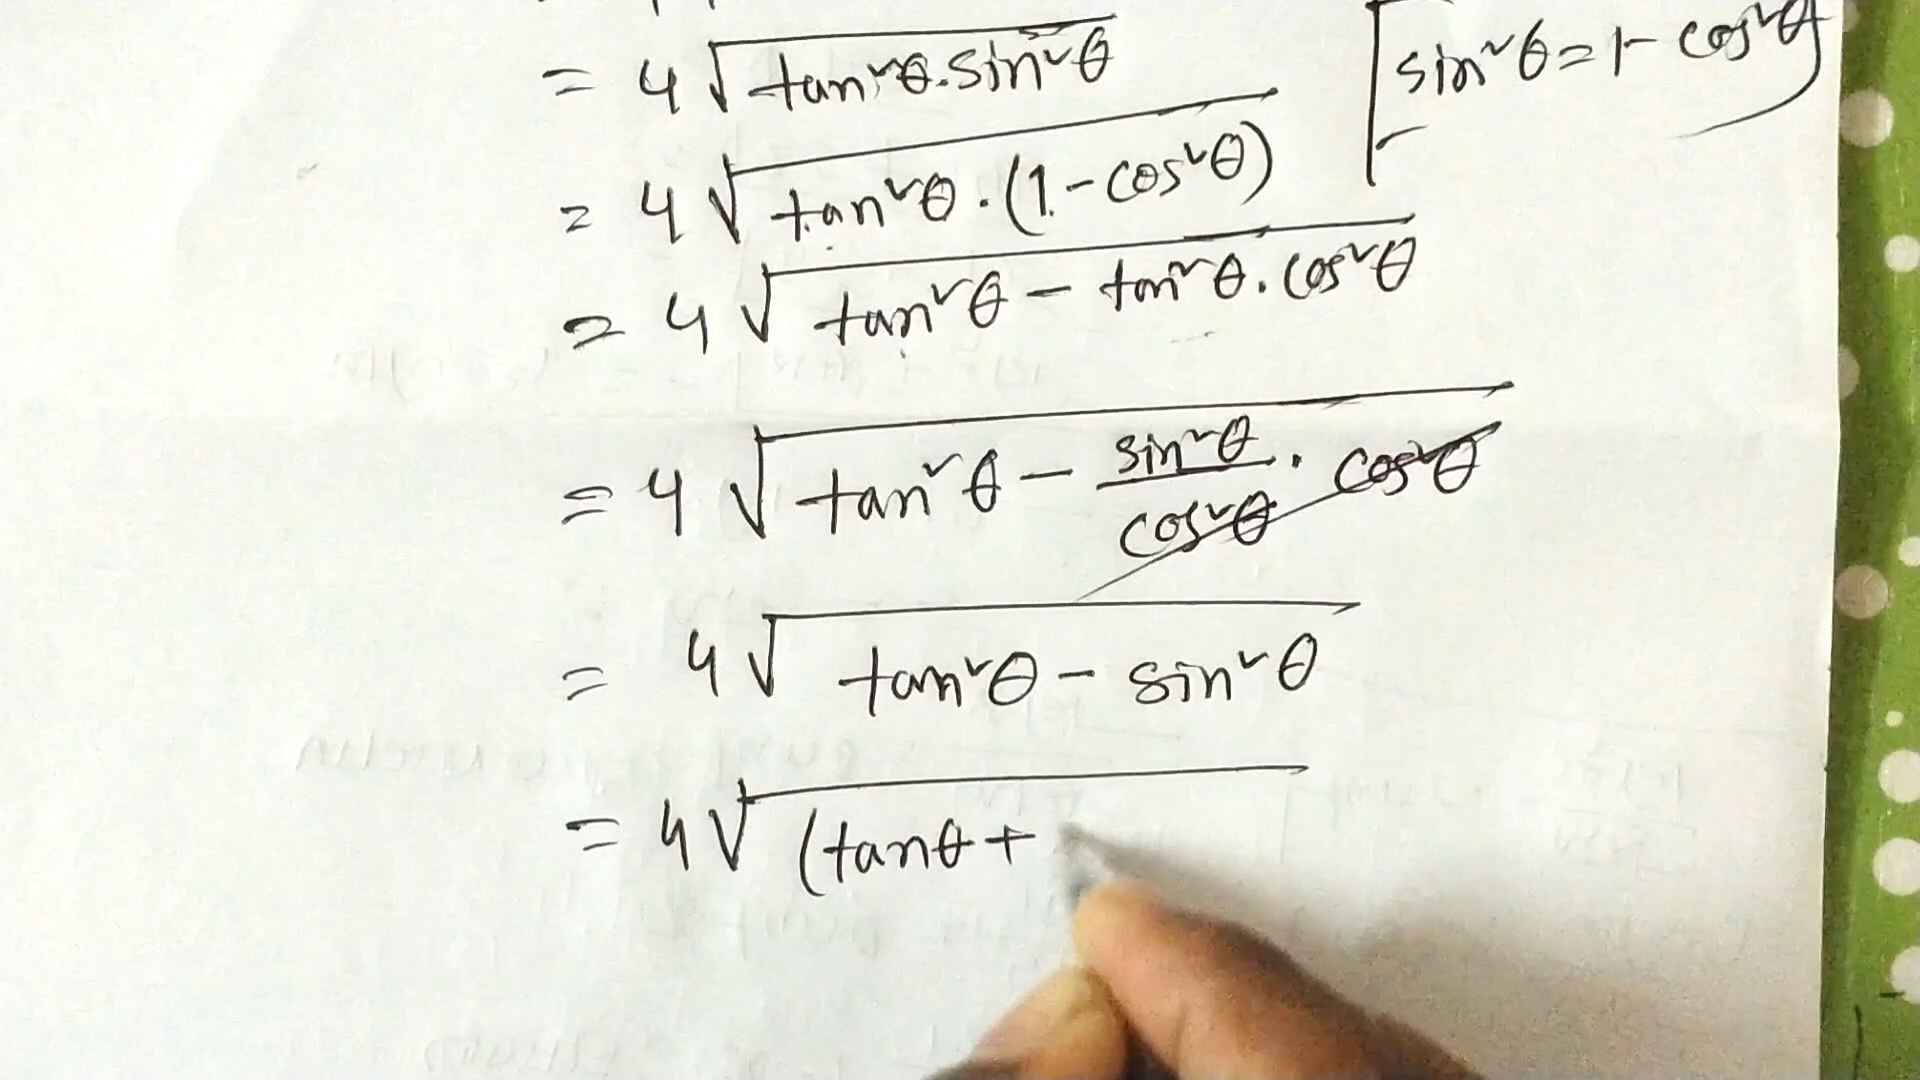 = 4 √tan²θ.sin²θ [sin²θ = 1 - cos²θ]
= 4 √tan²θ.(1 - cos²θ)
= 4 √tan²θ - tan²θ.cos²θ
= 4 √tan²θ - sin²θ/cos²θ . cos²θ
= 4 √tan²θ - sin²θ
= 4 √(tanθ +